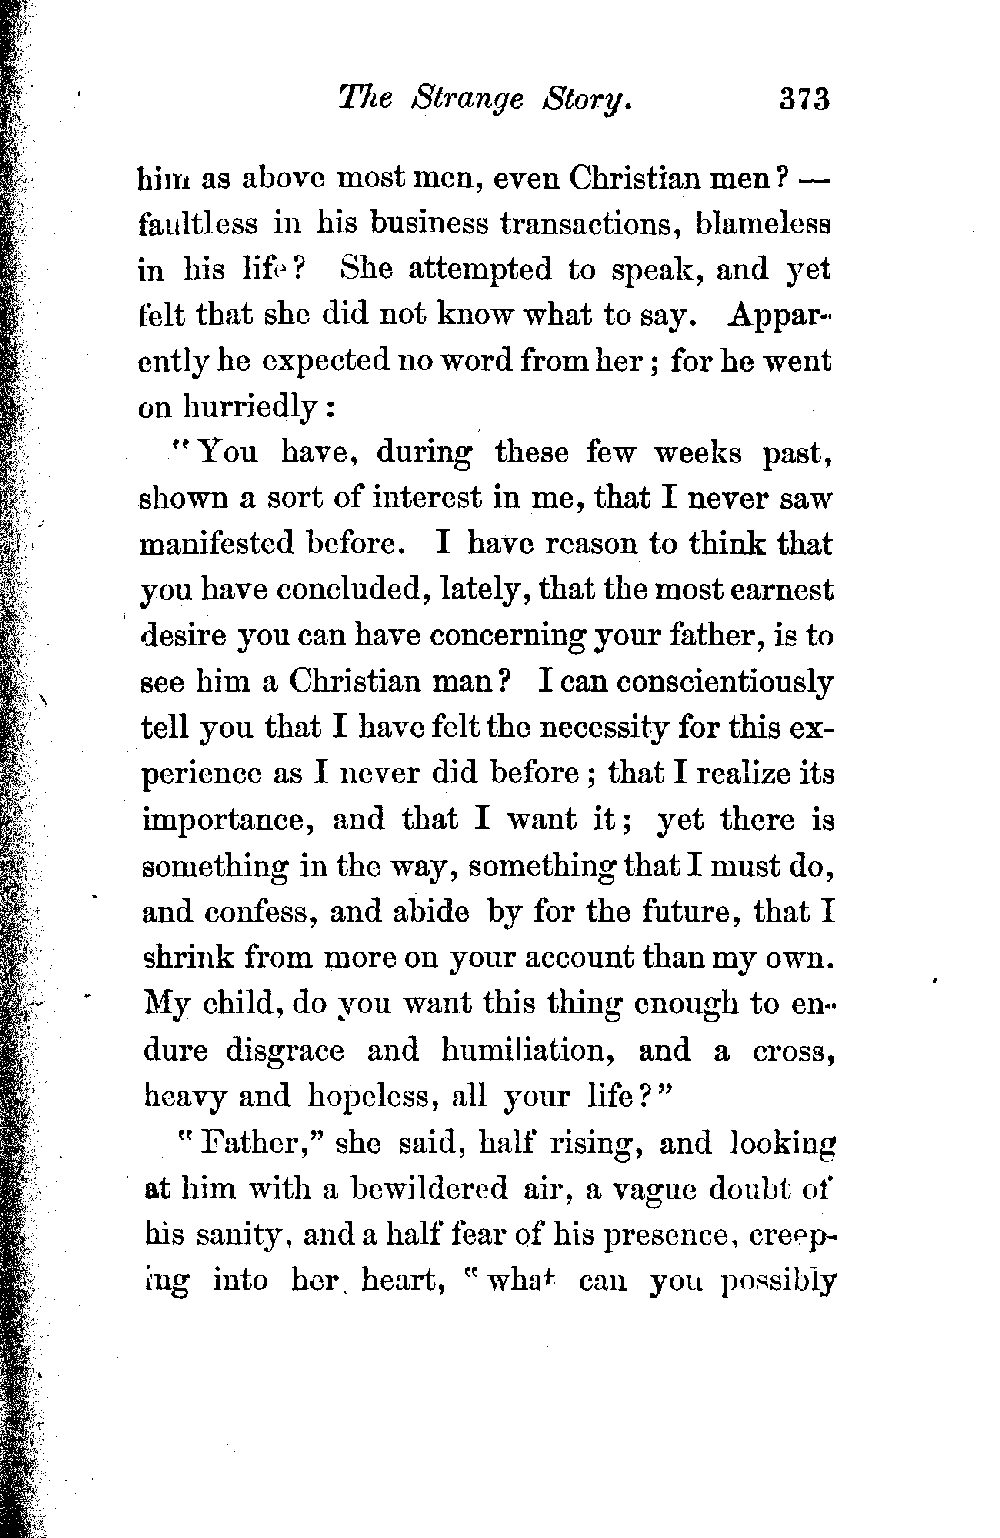 The Strange Story. 373
him as above most men, even Christian men? —
faultless in his business transactions, blameless
in his life? She attempted to speak, and yet
felt that she did not know what to say. Appar-
ently he expected no word from her; for he went
on hurriedly:
"You have, during these few weeks past,
shown a sort of interest in me, that I never saw
manifested before. I have reason to think that
you have concluded, lately, that the most earnest
desire you can have concerning your father, is to
see him a Christian man? I can conscientiously
tell you that I have felt the necessity for this ex-
perience as I never did before; that I realize its
importance, and that I want it; yet there is
something in the way, something that I must do,
and confess, and abide by for the future, that I
shrink from more on your account than my own.
My child, do you want this thing enough to en-
dure disgrace and humiliation, and a cross,
heavy and hopeless, all your life?"
"Father," she said, half rising, and looking
at him with a bewildered air, a vague doubt of
his sanity, and a half fear of his presence, creep-
ing into her heart, "what can you possibly